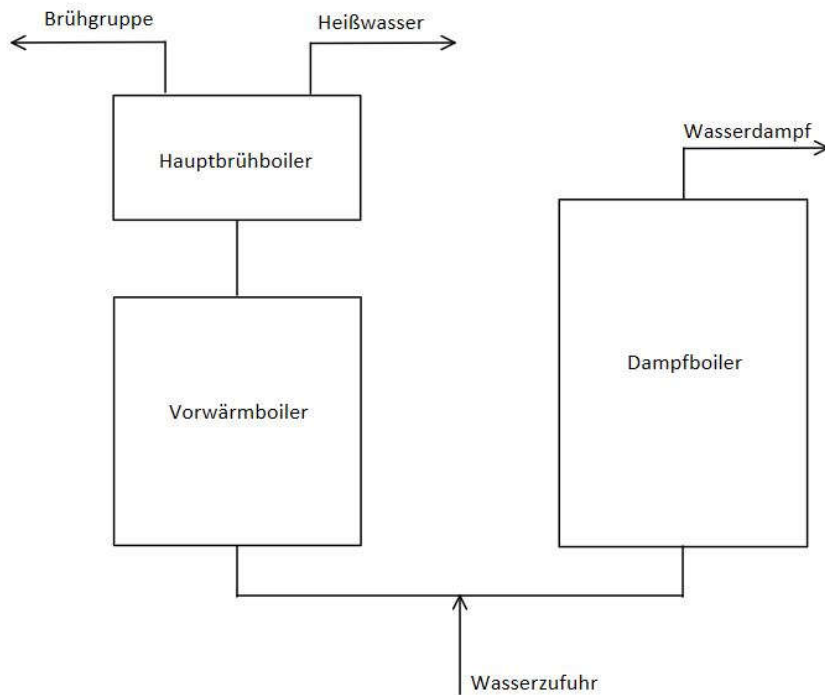 Brühgruppe
Heißwasser
Hauptbrühboiler
Wasserdampf
Vorwärmboiler
Dampfboiler
Wasserzufuhr